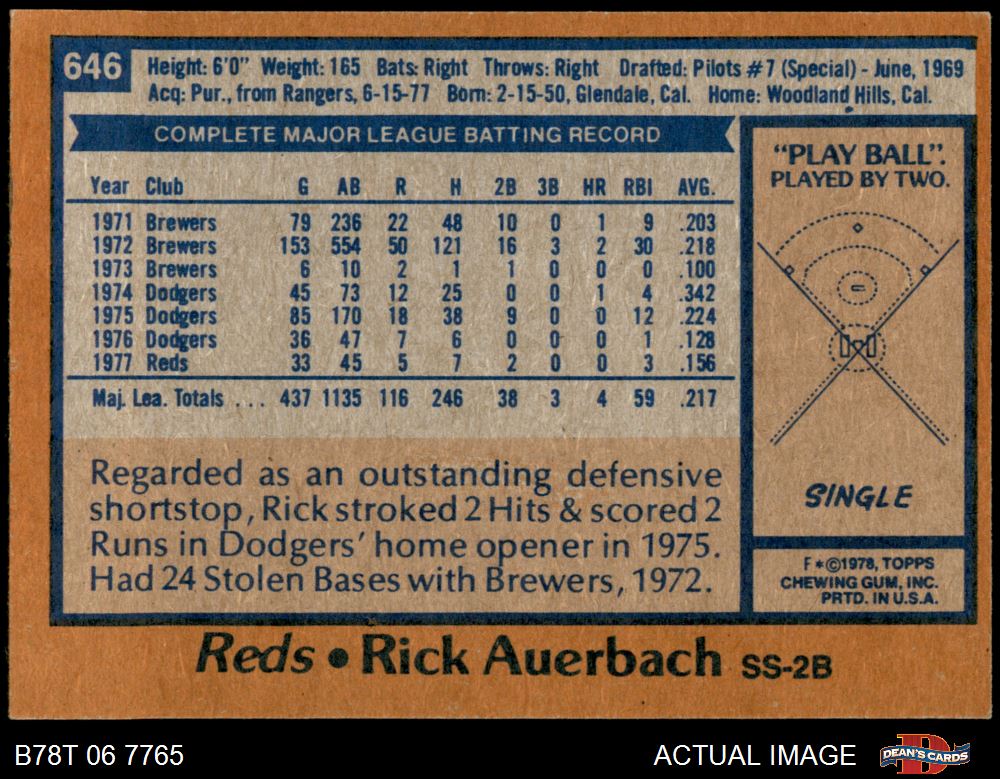 646
Height: 6'0" Weight: 165 Bats: Right Throws: Right Drafted: Pilots #7 (Special) - June, 1969
Acq: Pur., from Rangers, 6-15-77 Born: 2-15-50, Glendale, Cal. Home: Woodland Hills, Cal.
COMPLETE MAJOR LEAGUE BATTING RECORD
Year Club G AB R H 2B 3B HR RBI AVG.
1971 Brewers 79 236 22 48 10 0 1 9 .203
1972 Brewers 153 554 50 121 16 3 2 30 .218
1973 Brewers 6 10 2 1 1 0 0 0 .100
1974 Dodgers 45 73 12 25 0 0 1 4 .342
1975 Dodgers 85 170 18 38 9 0 0 12 .224
1976 Dodgers 36 47 7 6 0 0 0 1 .128
1977 Reds 33 45 5 7 2 0 0 3 .156
Maj. Lea. Totals ... 437 1135 116 246 38 3 4 59 .217
Regarded as an outstanding defensive
shortstop, Rick stroked 2 Hits & scored 2
Runs in Dodgers' home opener in 1975.
Had 24 Stolen Bases with Brewers, 1972.
"PLAY BALL".
PLAYED BY TWO.
SINGLE
F*©1978, TOPPS
CHEWING GUM, INC.
PRTD. IN U.S.A.
Reds • Rick Auerbach SS-2B
B78T 06 7765
ACTUAL IMAGE
DEAN'S CARDS